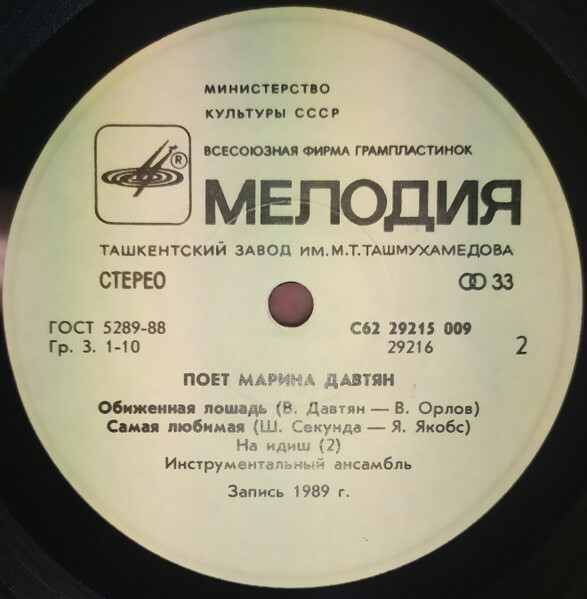 МИНИСТЕРСТВО
КУЛЬТУРЫ СССР
ВСЕСОЮЗНАЯ ФИРМА ГРАМПЛАСТИНОК
®
МЕЛОДИЯ
ТАШКЕНТСКИЙ ЗАВОД ИМ. М. Т. ТАШМУХАМЕДОВА
СТЕРЕО 33
ГОСТ 5289-88 С62 29215 009
Гр. 3. 1-10 29216 2
ПОЕТ МАРИНА ДАВТЯН
Обиженная лошадь (В. Давтян — В. Орлов)
Самая любимая (Ш. Секунда — Я. Якобс)
На идиш (2)
Инструментальный ансамбль
Запись 1989 г.